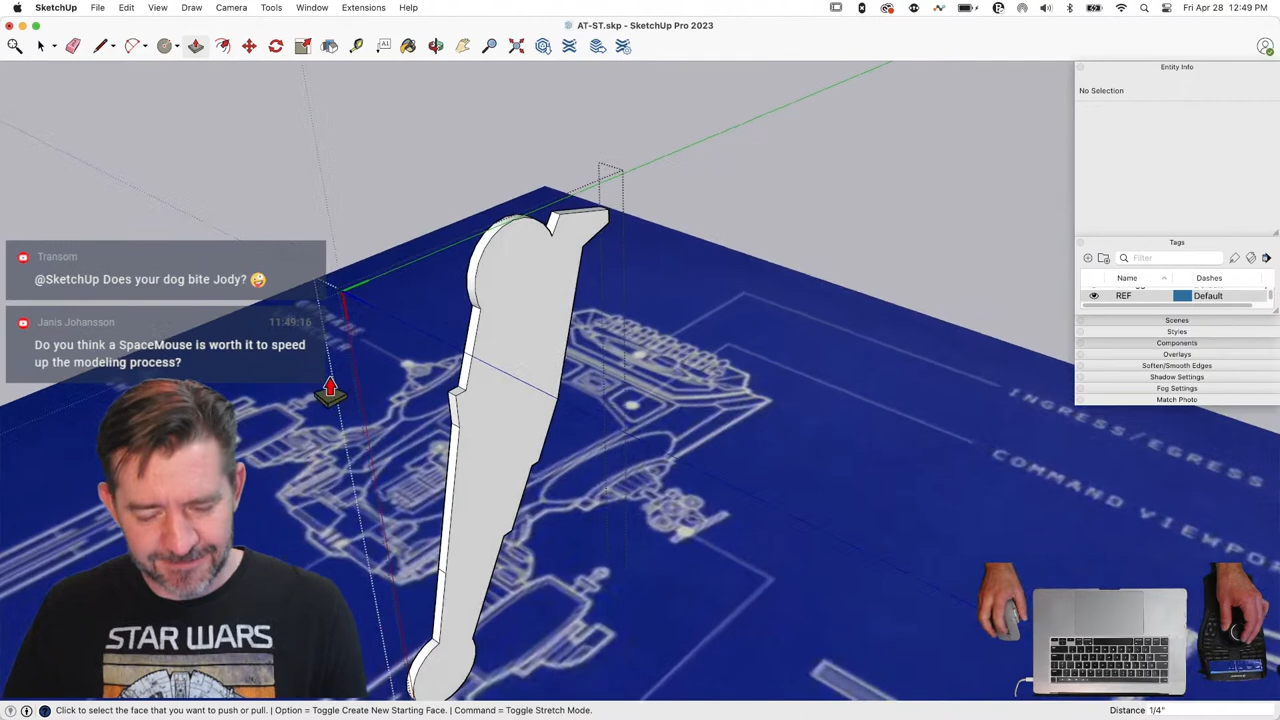 SketchUp File Edit View Draw Camera Tools Window Extensions Help
Fri Apr 28 12:49 PM
AT-ST.skp - SketchUp Pro 2023
Entity Info
No Selection
Transom
@SketchUp Does your dog bite Jody? 🤪
Janis Johansson 11:49:16
Do you think a SpaceMouse is worth it to speed
up the modeling process?
Tags
Filter
Name Dashes
REF Default
Scenes
Styles
Components
Overlays
Soften/Smooth Edges
Shadow Settings
Fog Settings
Match Photo
INGRESS/EGRESS
COMMAND VIEWPO
STAR WARS
Click to select the face that you want to push or pull. | Option = Toggle Create New Starting Face. | Command = Toggle Stretch Mode.
Distance 1/4"